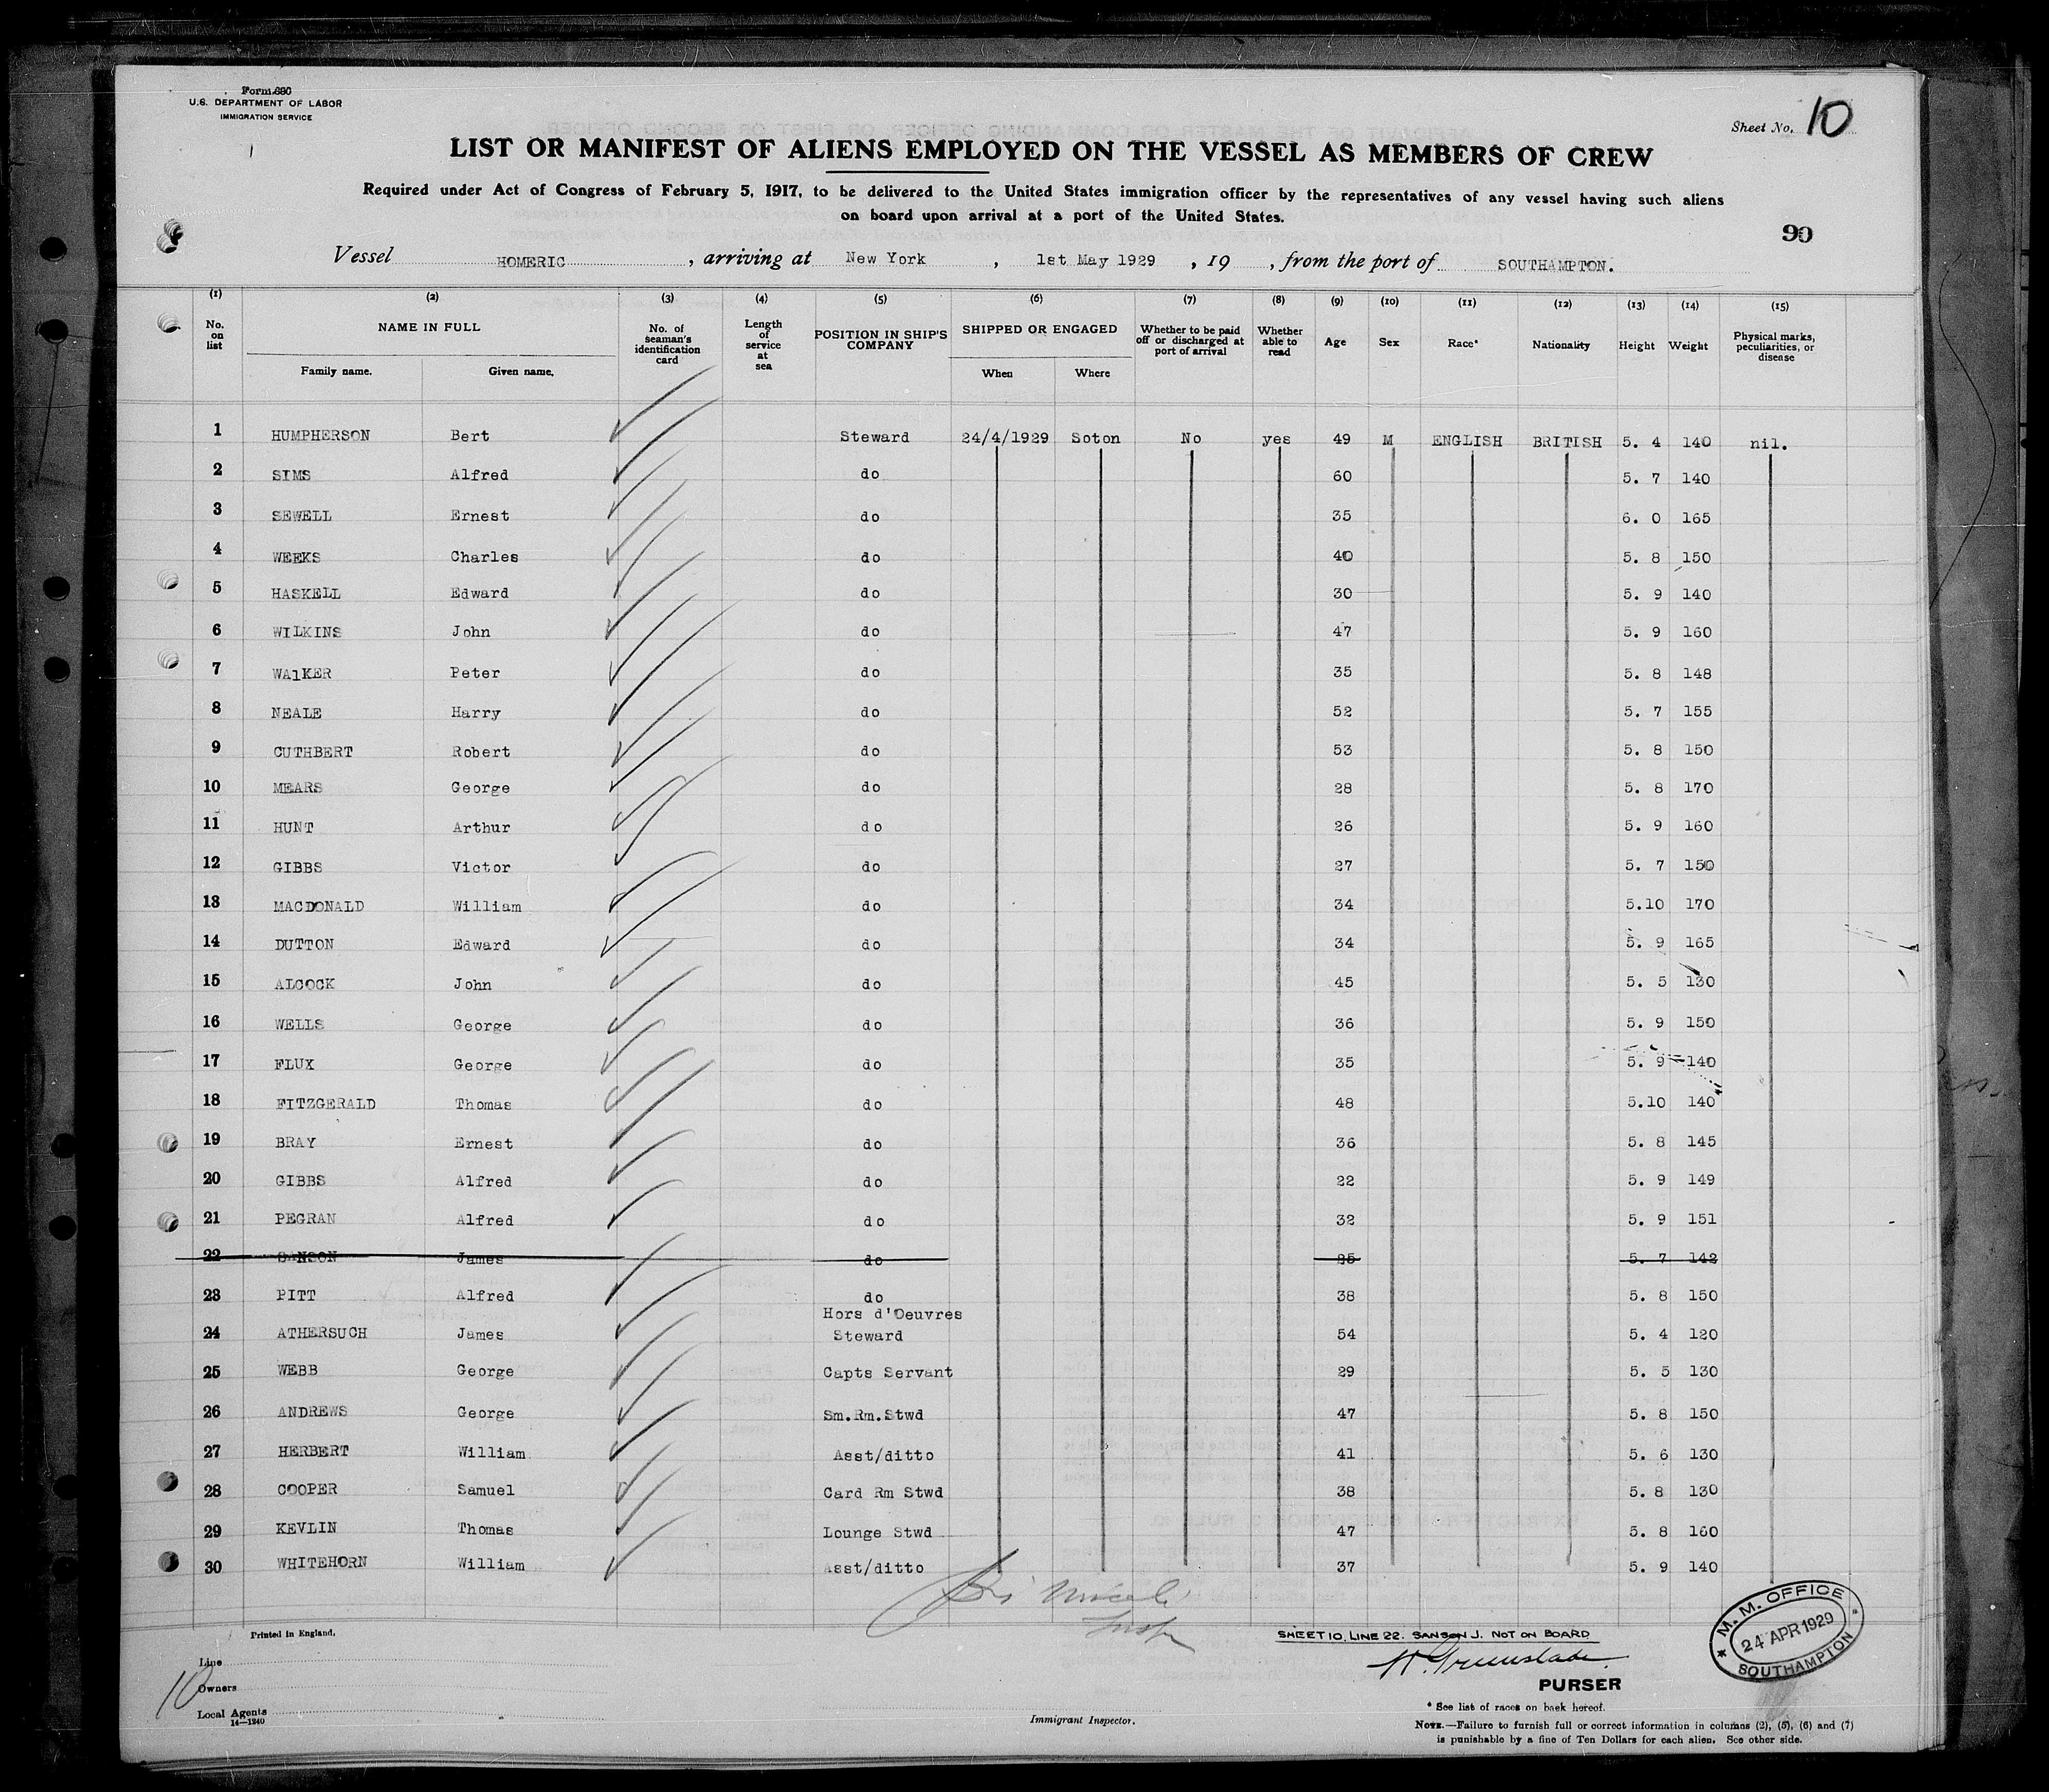 Form 680
U.S. DEPARTMENT OF LABOR
IMMIGRATION SERVICE
Sheet No. 10
LIST OR MANIFEST OF ALIENS EMPLOYED ON THE VESSEL AS MEMBERS OF CREW
Required under Act of Congress of February 5, 1917, to be delivered to the United States immigration officer by the representatives of any vessel having such aliens
on board upon arrival at a port of the United States.
90
Vessel HOMERIC, arriving at New York, 1st May 1929, 19 , from the port of SOUTHAMPTON.
(1) (2) (3) (4) (5) (6) (7) (8) (9) (10) (11) (12) (13) (14) (15)
No. on list NAME IN FULL Family name. Given name. No. of seaman's identification card Length of service at sea POSITION IN SHIP'S COMPANY SHIPPED OR ENGAGED When Where Whether to be paid off or discharged at port of arrival Whether able to read Age Sex Race* Nationality Height Weight Physical marks, peculiarities, or disease
1 HUMPHERSON Bert Steward 24/4/1929 Soton No yes 49 M ENGLISH BRITISH 5. 4 140 nil.
2 SIMS Alfred do 60 5. 7 140
3 SEWELL Ernest do 35 6. 0 165
4 WEEKS Charles do 40 5. 8 150
5 HASKELL Edward do 30 5. 9 140
6 WILKINS John do 47 5. 9 160
7 WAlKER Peter do 35 5. 8 148
8 NEALE Harry do 52 5. 7 155
9 CUTHBERT Robert do 53 5. 8 150
10 MEARS George do 28 5. 8 170
11 HUNT Arthur do 26 5. 9 160
12 GIBBS Victor do 27 5. 7 150
13 MACDONALD William do 34 5.10 170
14 DUTTON Edward do 34 5. 9 165
15 ALCOCK John do 45 5. 5 130
16 WELLS George do 36 5. 9 150
17 FLUX George do 35 5. 9 140
18 FITZGERALD Thomas do 48 5.10 140
19 BRAY Ernest do 36 5. 8 145
20 GIBBS Alfred do 22 5. 9 149
21 PEGRAN Alfred do 32 5. 9 151
22 SANSON James do 5. 7 142
23 PITT Alfred do 38 5. 8 150
24 ATHERSUCH James Hors d'Oeuvres Steward 54 5. 4 120
25 WEBB George Capts Servant 29 5. 5 130
26 ANDREWS George Sm.Rm.Stwd 47 5. 8 150
27 HERBERT William Asst/ditto 41 5. 6 130
28 COOPER Samuel Card Rm Stwd 38 5. 8 130
29 KEVLIN Thomas Lounge Stwd 47 5. 8 160
30 WHITEHORN William Asst/ditto 37 5. 9 140
Printed in England.
SHEET 10, LINE 22. SANSON J. NOT ON BOARD
PURSER
M. M. OFFICE
24 APR 1929
SOUTHAMPTON
Line
10
Owners
Local Agents
14—1240
Immigrant Inspector.
* See list of races on back hereof.
NOTE.—Failure to furnish full or correct information in columns (2), (5), (6) and (7)
is punishable by a fine of Ten Dollars for each alien. See other side.